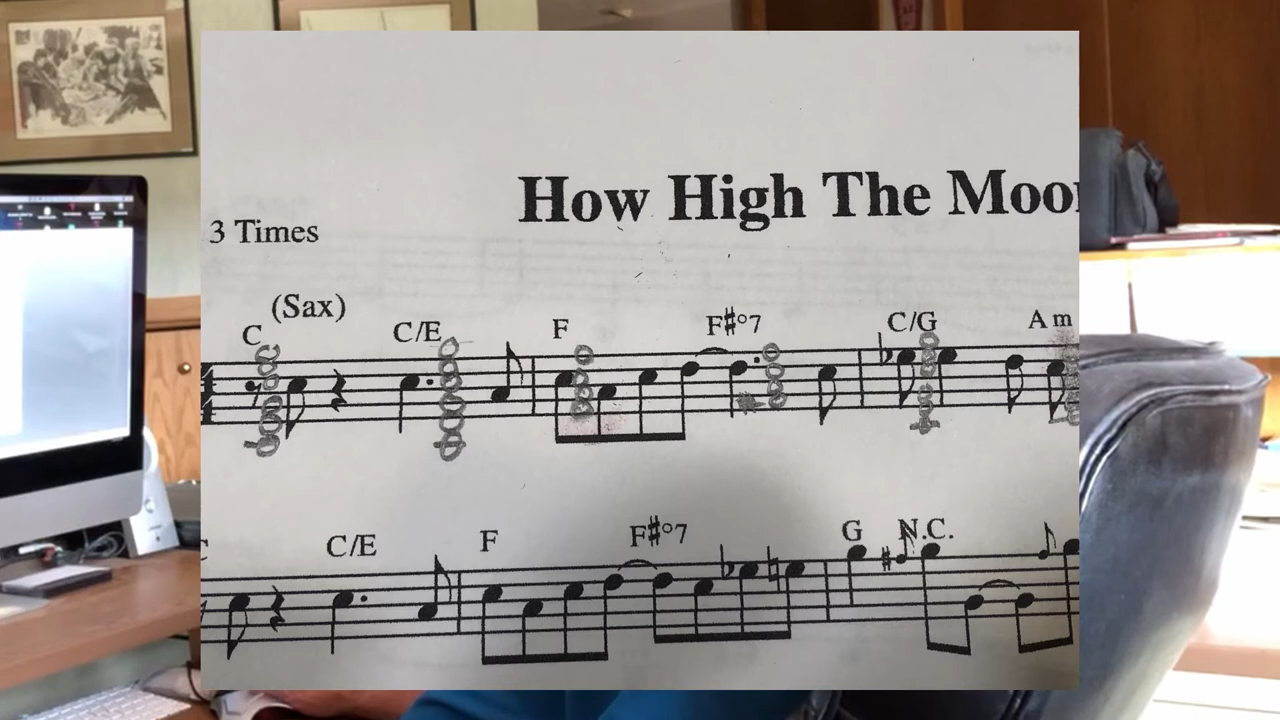 How High The Moo
3 Times
(Sax)
C C/E F F#°7 C/G Am
C/E F F#°7 G N.C.